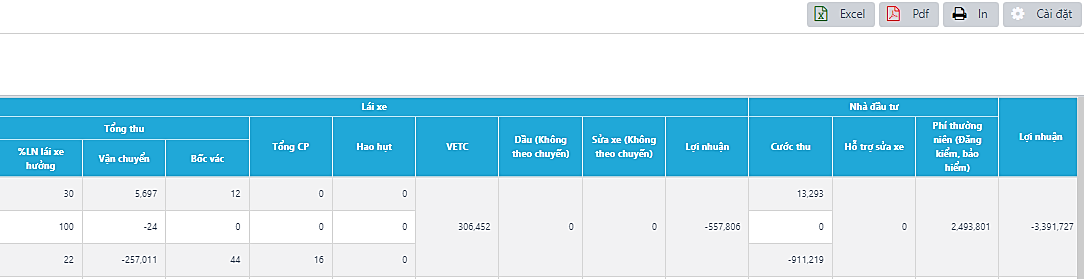 Excel Pdf In Cài đặt
Lái xe Nhà đầu tư Lợi nhuận
Tổng thu Tổng CP Hao hụt VETC Dầu (Không theo chuyến) Sửa xe (Không theo chuyến) Lợi nhuận Cước thu Hỗ trợ sửa xe Phí thường niên (Đăng kiểm, bảo hiểm)
%LN lái xe hưởng Vận chuyển Bốc vác
30 5,697 12 0 0 13,293
100 -24 0 0 0 306,452 0 0 -557,806 0 0 2,493,801 -3,391,727
22 -257,011 44 16 0 -911,219